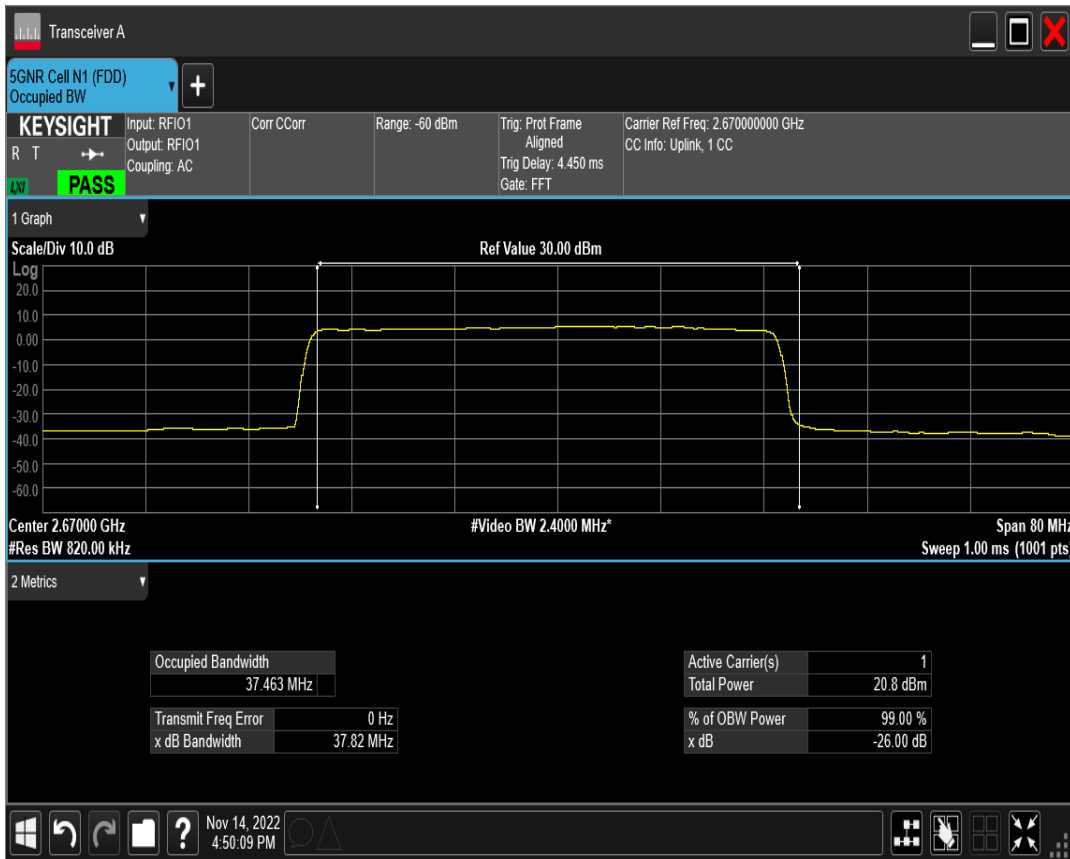 Transceiver A
5GNR Cell N1 (FDD)
Occupied BW
+
KEYSIGHT
R T
LXI
PASS
Input: RFIO1
Output: RFIO1
Coupling: AC
Corr CCorr
Range: -60 dBm
Trig: Prot Frame
Aligned
Trig Delay: 4.450 ms
Gate: FFT
Carrier Ref Freq: 2.670000000 GHz
CC Info: Uplink, 1 CC
1 Graph
Scale/Div 10.0 dB
Ref Value 30.00 dBm
Log
20.0
10.0
0.00
-10.0
-20.0
-30.0
-40.0
-50.0
-60.0
Center 2.67000 GHz
#Video BW 2.4000 MHz*
Span 80 MHz
#Res BW 820.00 kHz
Sweep 1.00 ms (1001 pts)
2 Metrics
Occupied Bandwidth
37.463 MHz
Transmit Freq Error 0 Hz
x dB Bandwidth 37.82 MHz
Active Carrier(s) 1
Total Power 20.8 dBm
% of OBW Power 99.00 %
x dB -26.00 dB
?
Nov 14, 2022
4:50:09 PM